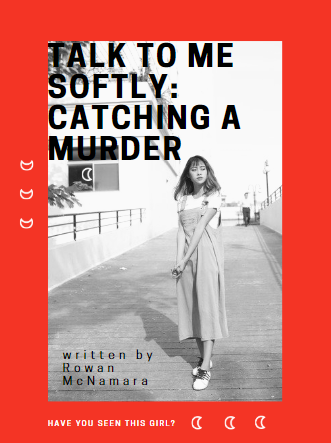 TALK TO ME
SOFTLY:
CATCHING A
MURDER
written by
Rowan
McNamara
HAVE YOU SEEN THIS GIRL?